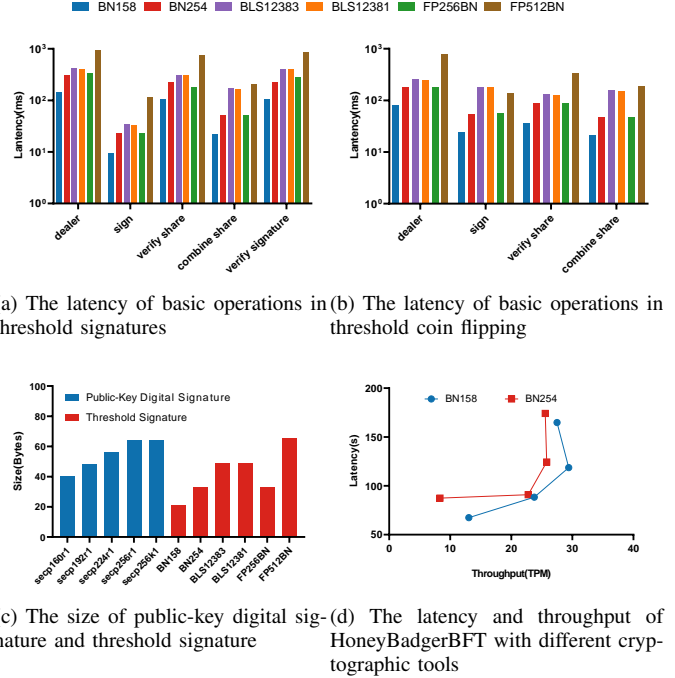 BN158 BN254 BLS12383 BLS12381 FP256BN FP512BN
Lantency(ms)
10³
10²
10¹
10⁰
dealer
sign
verify share
combine share
verify signature
Lantency(ms)
10³
10²
10¹
10⁰
dealer
sign
verify share
combine share
a) The latency of basic operations in
hreshold signatures
(b) The latency of basic operations in
threshold coin flipping
Size(Bytes)
100
80
60
40
20
0
Public-Key Digital Signature
Threshold Signature
secp160r1
secp192r1
secp224r1
secp256r1
secp256k1
BN158
BN254
BLS12383
BLS12381
FP256BN
FP512BN
Latency(s)
200
150
100
50
BN158 BN254
0 10 20 30 40
Throughput(TPM)
c) The size of public-key digital sig-
nature and threshold signature
(d) The latency and throughput of
HoneyBadgerBFT with different cryp-
tographic tools